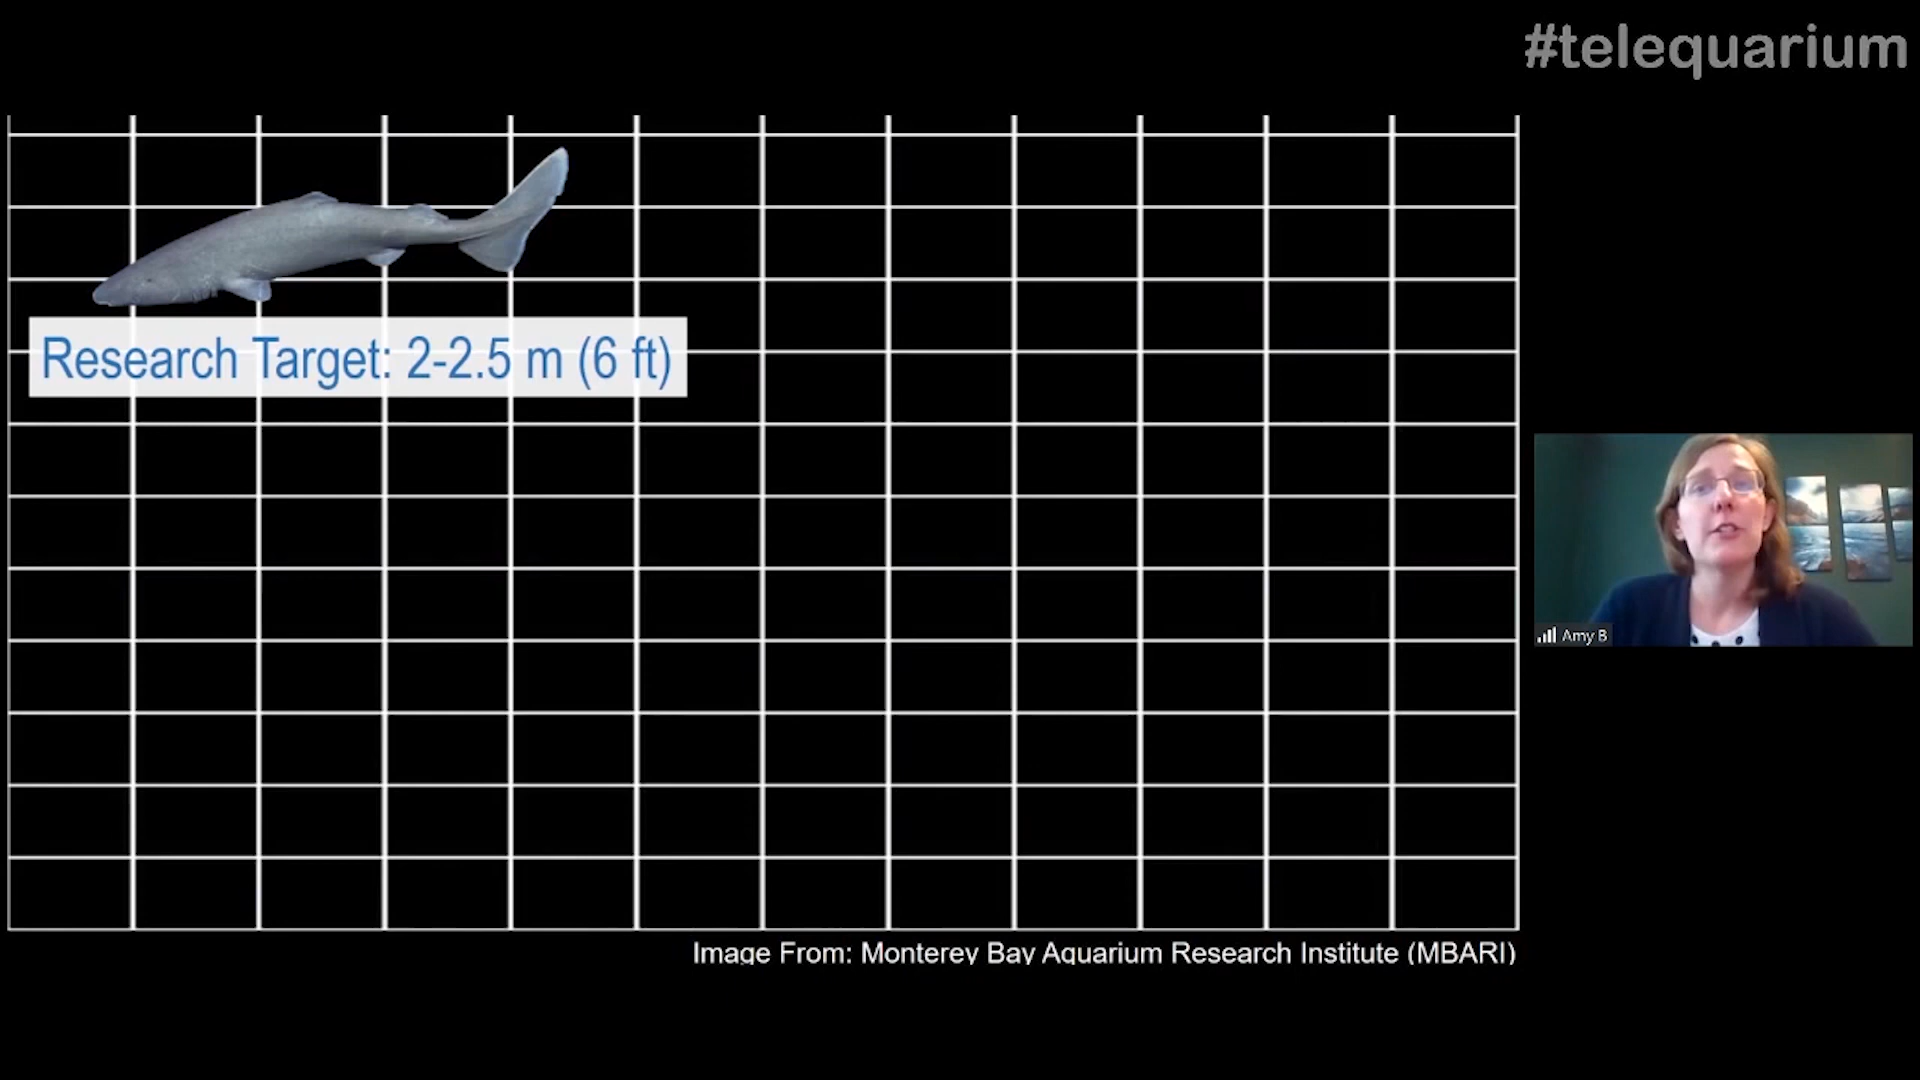 #telequarium
Research Target: 2-2.5 m (6 ft)
Amy B
Image From: Monterey Bay Aquarium Research Institute (MBARI)